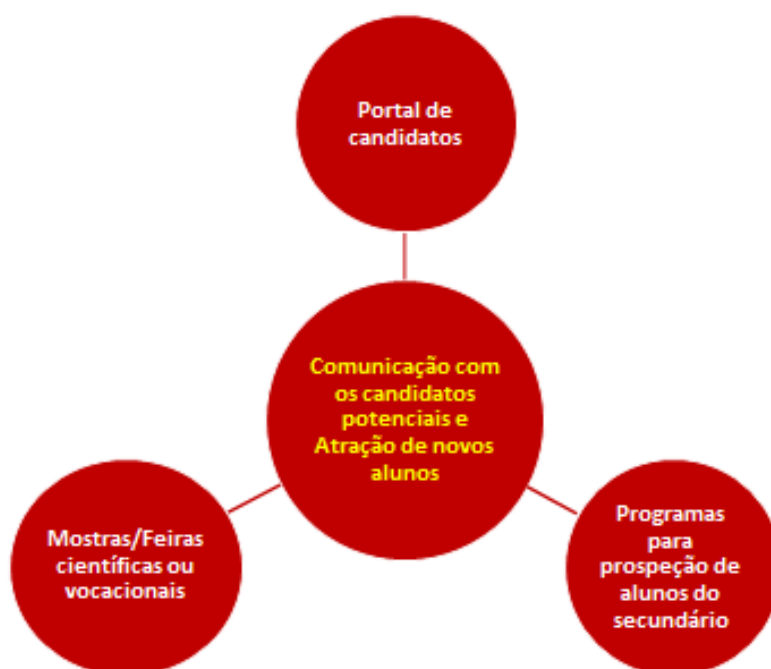 Portal de
candidatos
Comunicação com
os candidatos
potenciais e
Atração de novos
alunos
Mostras/Feiras
científicas ou
vocacionais
Programas
para
prospeção de
alunos do
secundário